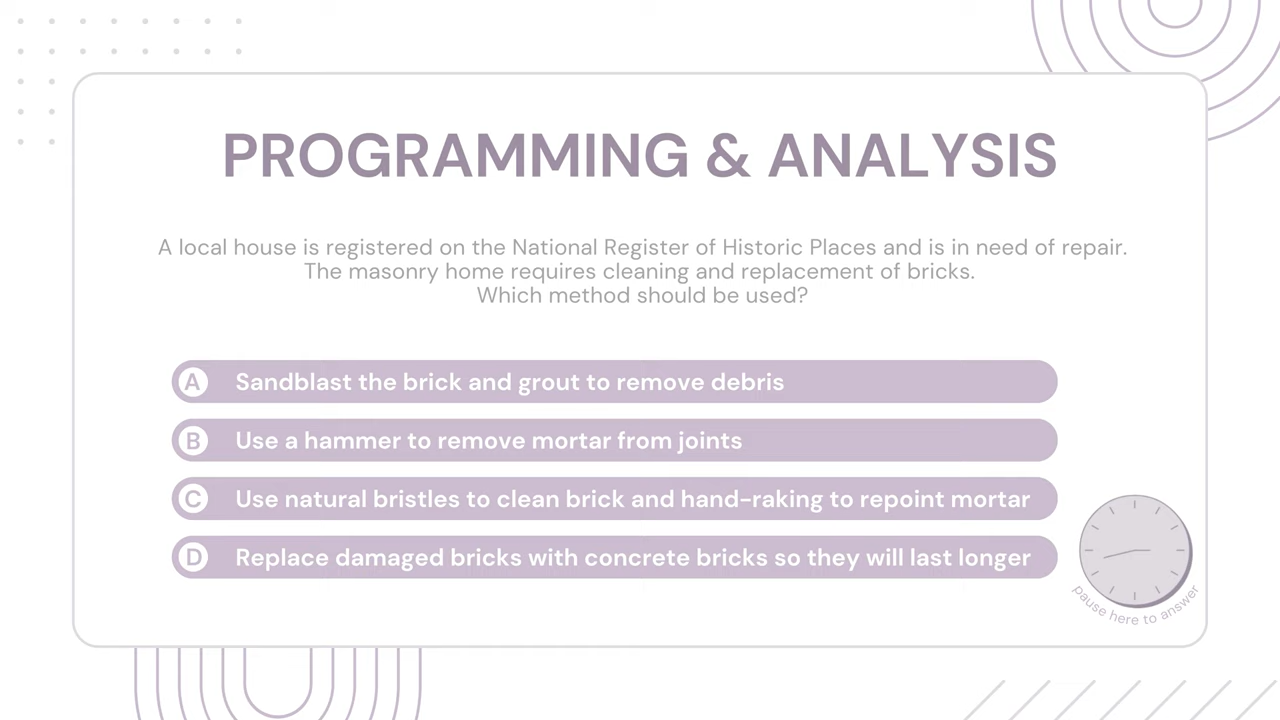 PROGRAMMING & ANALYSIS
A local house is registered on the National Register of Historic Places and is in need of repair.
The masonry home requires cleaning and replacement of bricks.
Which method should be used?
A Sandblast the brick and grout to remove debris
B Use a hammer to remove mortar from joints
C Use natural bristles to clean brick and hand-raking to repoint mortar
D Replace damaged bricks with concrete bricks so they will last longer
pause here to answer